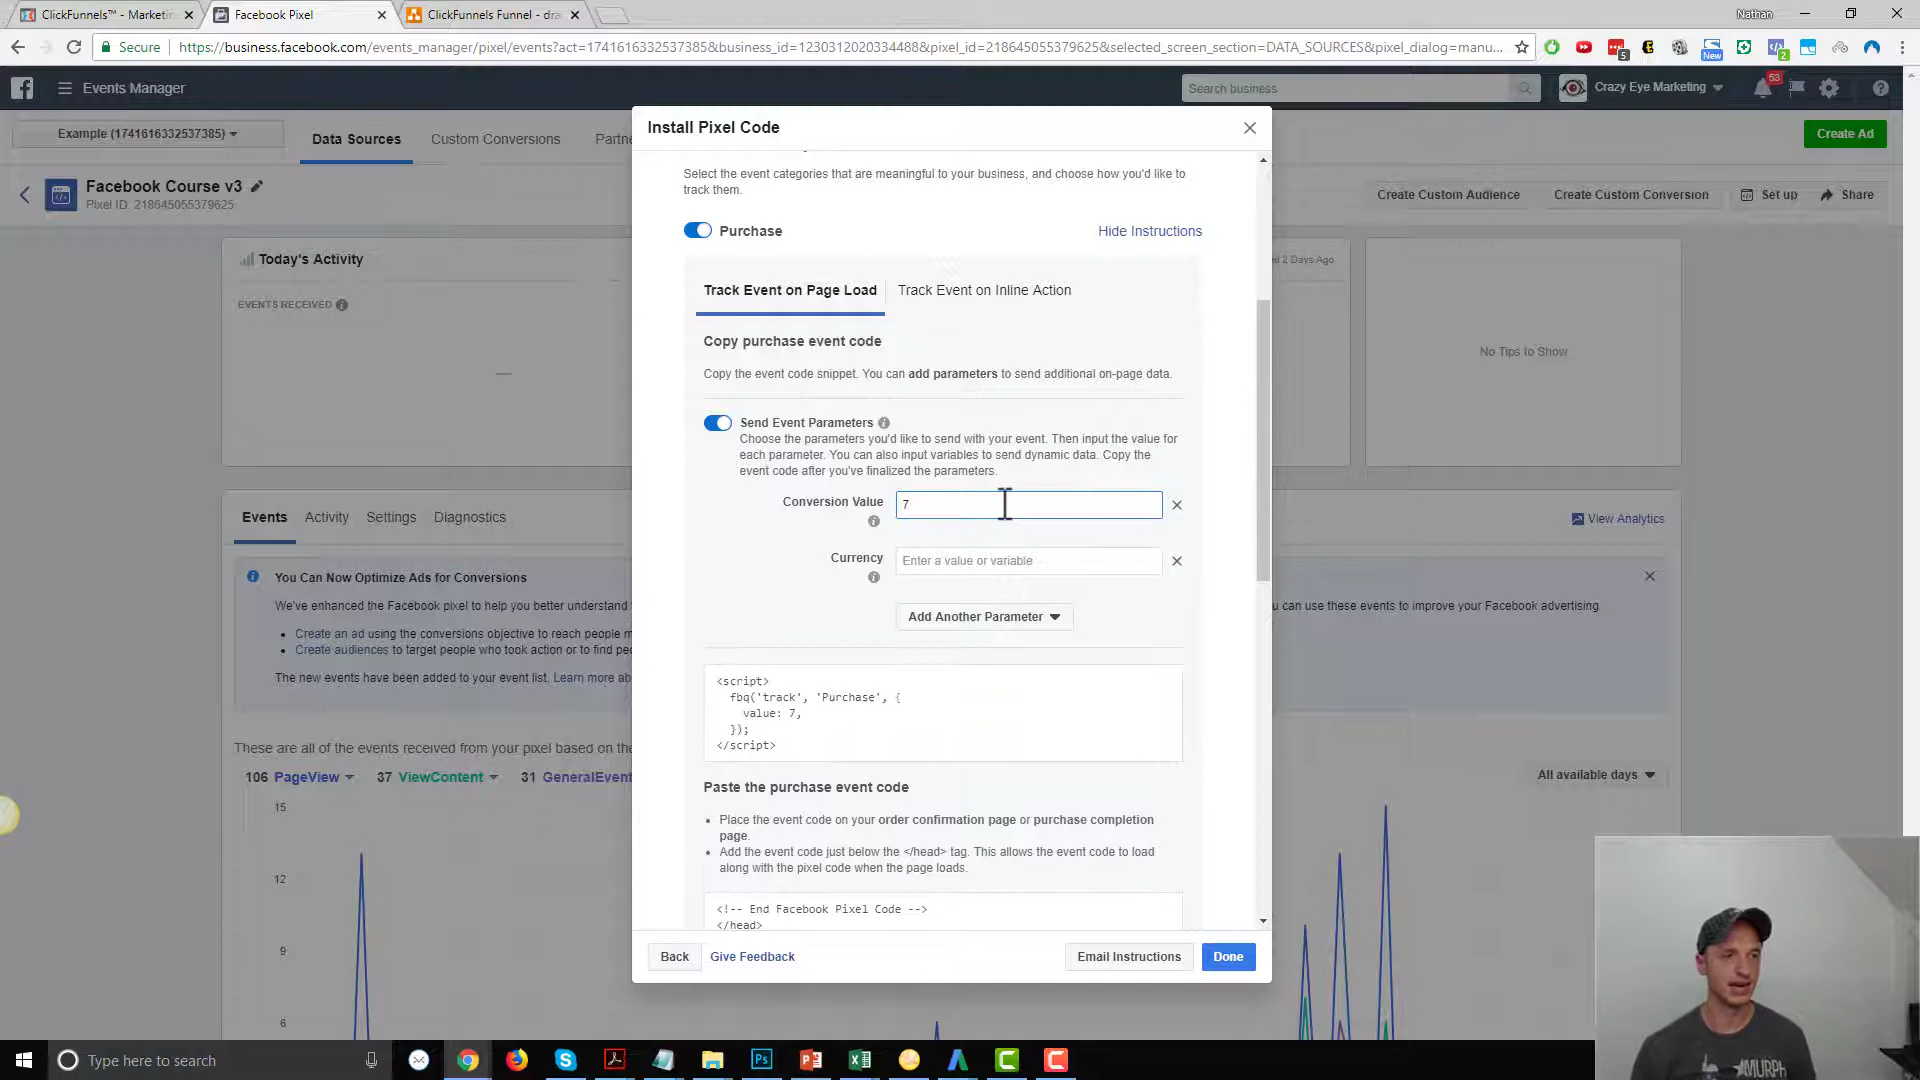 ClickFunnels™ - Marketi
Facebook Pixel
ClickFunnels Funnel - dra
Nathan
Secure
https://business.facebook.com/events_manager/pixel/events?act=1741616332537385&business_id=12303120203344​88&pixel_id=218645055379625&selected_screen_section=DATA_SOURCES&pixel_dialog=manu...
5
New
2
Events Manager
Search business
Crazy Eye Marketing
53
Example (1741616332537385)
Data Sources
Custom Conversions
Partn
Create Ad
Facebook Course v3
Pixel ID. 218645055379625
Create Custom Audience
Create Custom Conversion
Set up
Share
Today's Activity
EVENTS RECEIVED
—
d 2 Days Ago
No Tips to Show
Events
Activity
Settings
Diagnostics
View Analytics
You Can Now Optimize Ads for Conversions
We've enhanced the Facebook pixel to help you better understand
can use these events to improve your Facebook advertising
Create an ad using the conversions objective to reach people m
Create audiences to target people who took action or to find peo
The new events have been added to your event list. Learn more ab
These are all of the events received from your pixel based on the
106 PageView
37 ViewContent
31 GeneralEvent
All available days
15
12
9
6
Install Pixel Code
Select the event categories that are meaningful to your business, and choose how you'd like to
track them.
Purchase
Hide Instructions
Track Event on Page Load
Track Event on Inline Action
Copy purchase event code
Copy the event code snippet. You can add parameters to send additional on-page data.
Send Event Parameters
Choose the parameters you'd like to send with your event. Then input the value for
each parameter. You can also input variables to send dynamic data. Copy the
event code after you've finalized the parameters.
Conversion Value
7
Currency
Enter a value or variable
Add Another Parameter
<script>
fbq('track', 'Purchase', {
value: 7,
});
</script>
Paste the purchase event code
Place the event code on your order confirmation page or purchase completion
page.
Add the event code just below the </head> tag. This allows the event code to load
along with the pixel code when the page loads.
<!-- End Facebook Pixel Code -->
</head>
Back
Give Feedback
Email Instructions
Done
Type here to search
MURPH